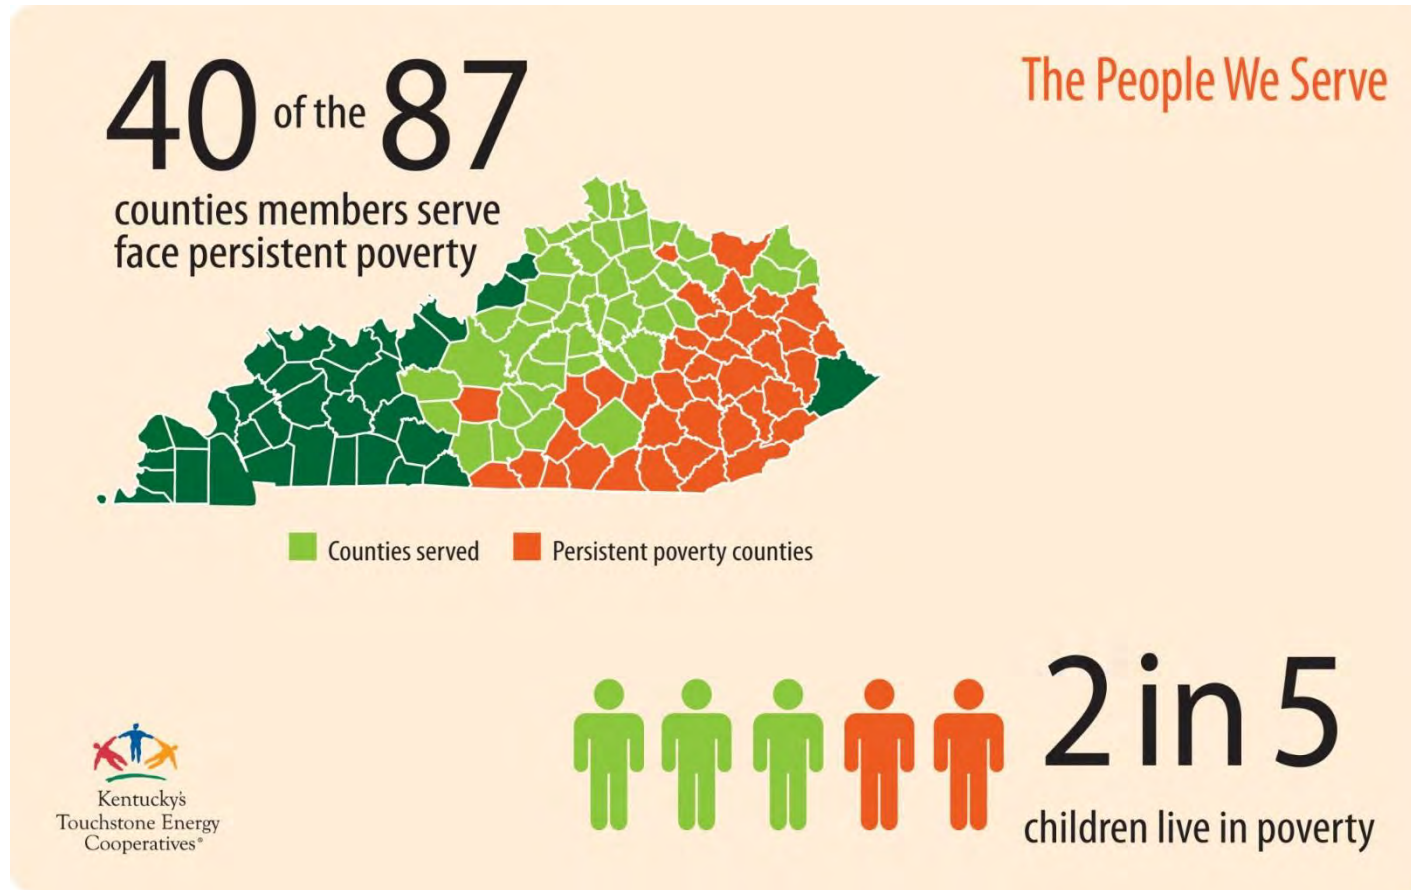 40 of the 87
counties members serve
face persistent poverty
The People We Serve
Counties served
Persistent poverty counties
2 in 5
children live in poverty
Kentucky's
Touchstone Energy
Cooperatives®